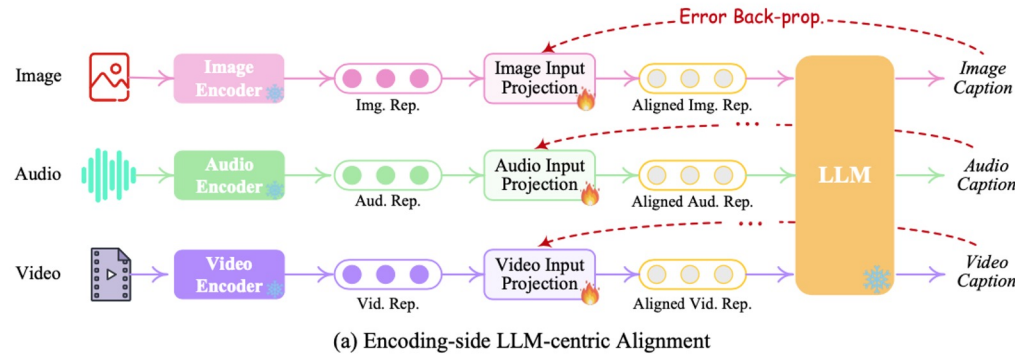 Error Back-prop.
Image
Image
Encoder
Img. Rep.
Image Input
Projection
Aligned Img. Rep.
Image
Caption
...
Audio
Audio
Encoder
Aud. Rep.
Audio Input
Projection
Aligned Aud. Rep.
LLM
Audio
Caption
...
Video
Video
Encoder
Vid. Rep.
Video Input
Projection
Aligned Vid. Rep.
Video
Caption
(a) Encoding-side LLM-centric Alignment